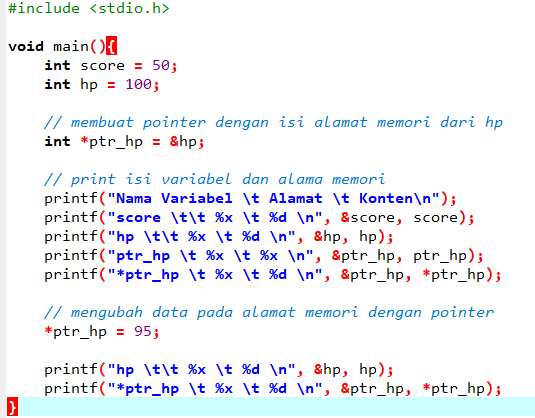 #include <stdio.h>
void main(){
int score = 50;
int hp = 100;
// membuat pointer dengan isi alamat memori dari hp
int *ptr_hp = &hp;
// print isi variabel dan alama memori
printf("Nama Variabel \t Alamat \t Konten\n");
printf("score \t\t %x \t %d \n", &score, score);
printf("hp \t\t %x \t %d \n", &hp, hp);
printf("ptr_hp \t %x \t %x \n", &ptr_hp, ptr_hp);
printf("*ptr_hp \t %x \t %d \n", &ptr_hp, *ptr_hp);
// mengubah data pada alamat memori dengan pointer
*ptr_hp = 95;
printf("hp \t\t %x \t %d \n", &hp, hp);
printf("*ptr_hp \t %x \t %d \n", &ptr_hp, *ptr_hp);
}